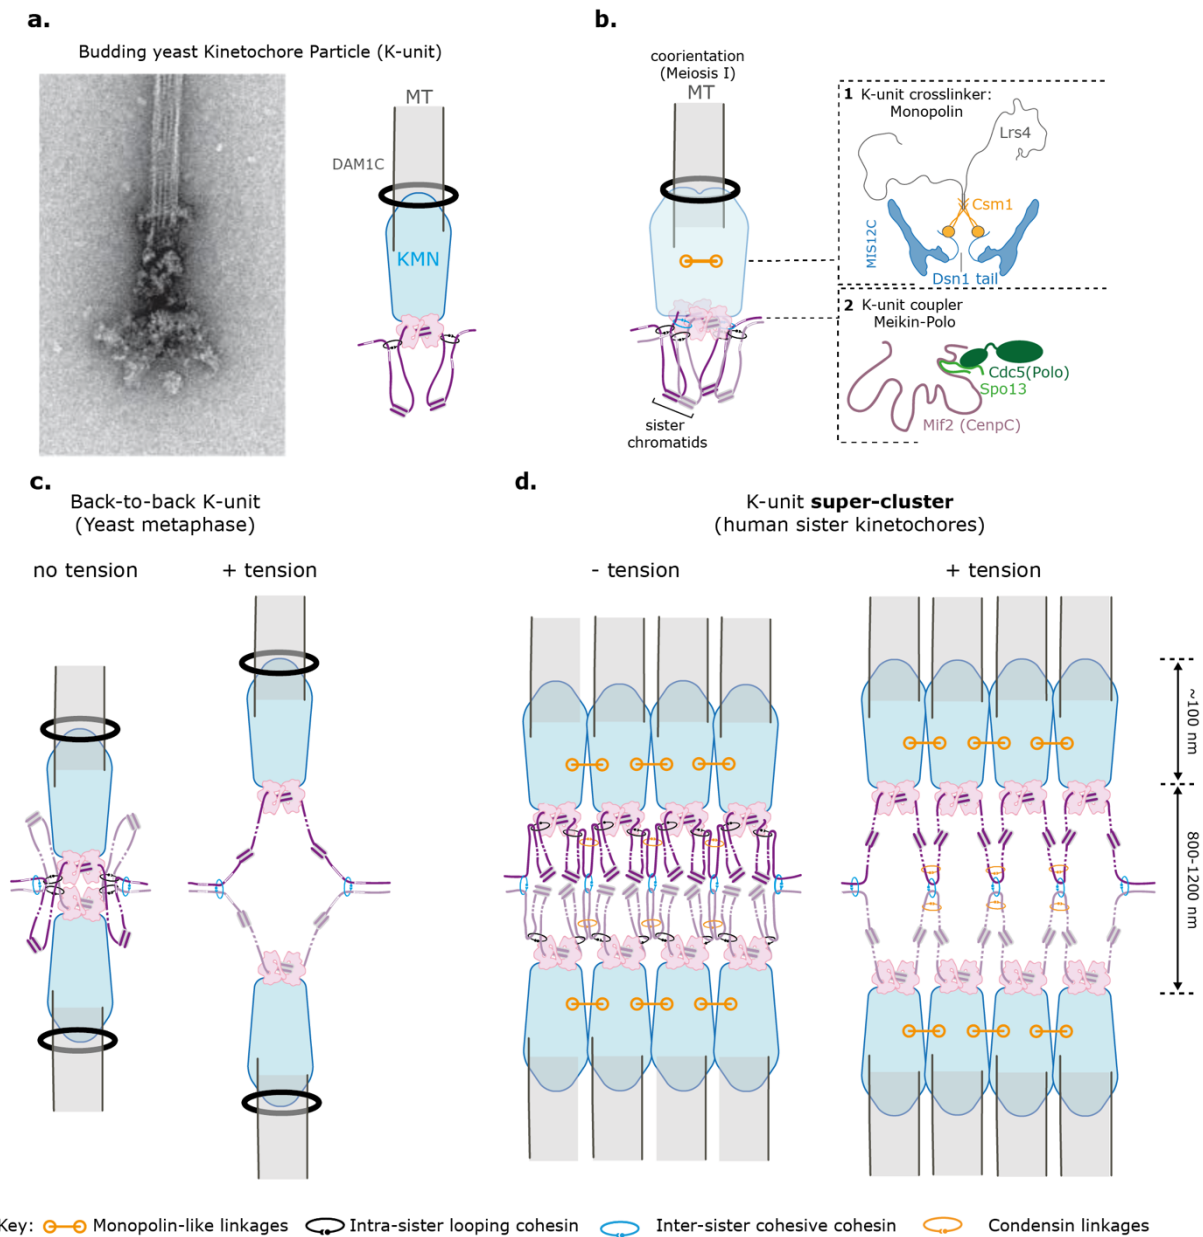 a.
Budding yeast Kinetochore Particle (K-unit)
MT
DAM1C
KMN
b.
coorientation
(Meiosis I)
MT
sister
chromatids
1 K-unit crosslinker:
Monopolin
Lrs4
Csm1
MIS12C
Dsn1 tail
2 K-unit coupler
Meikin-Polo
Cdc5(Polo)
Spo13
Mif2 (CenpC)
c.
Back-to-back K-unit
(Yeast metaphase)
no tension
+ tension
d.
K-unit super-cluster
(human sister kinetochores)
- tension
+ tension
~100 nm
800-1200 nm
Key: Monopolin-like linkages Intra-sister looping cohesin Inter-sister cohesive cohesin Condensin linkages